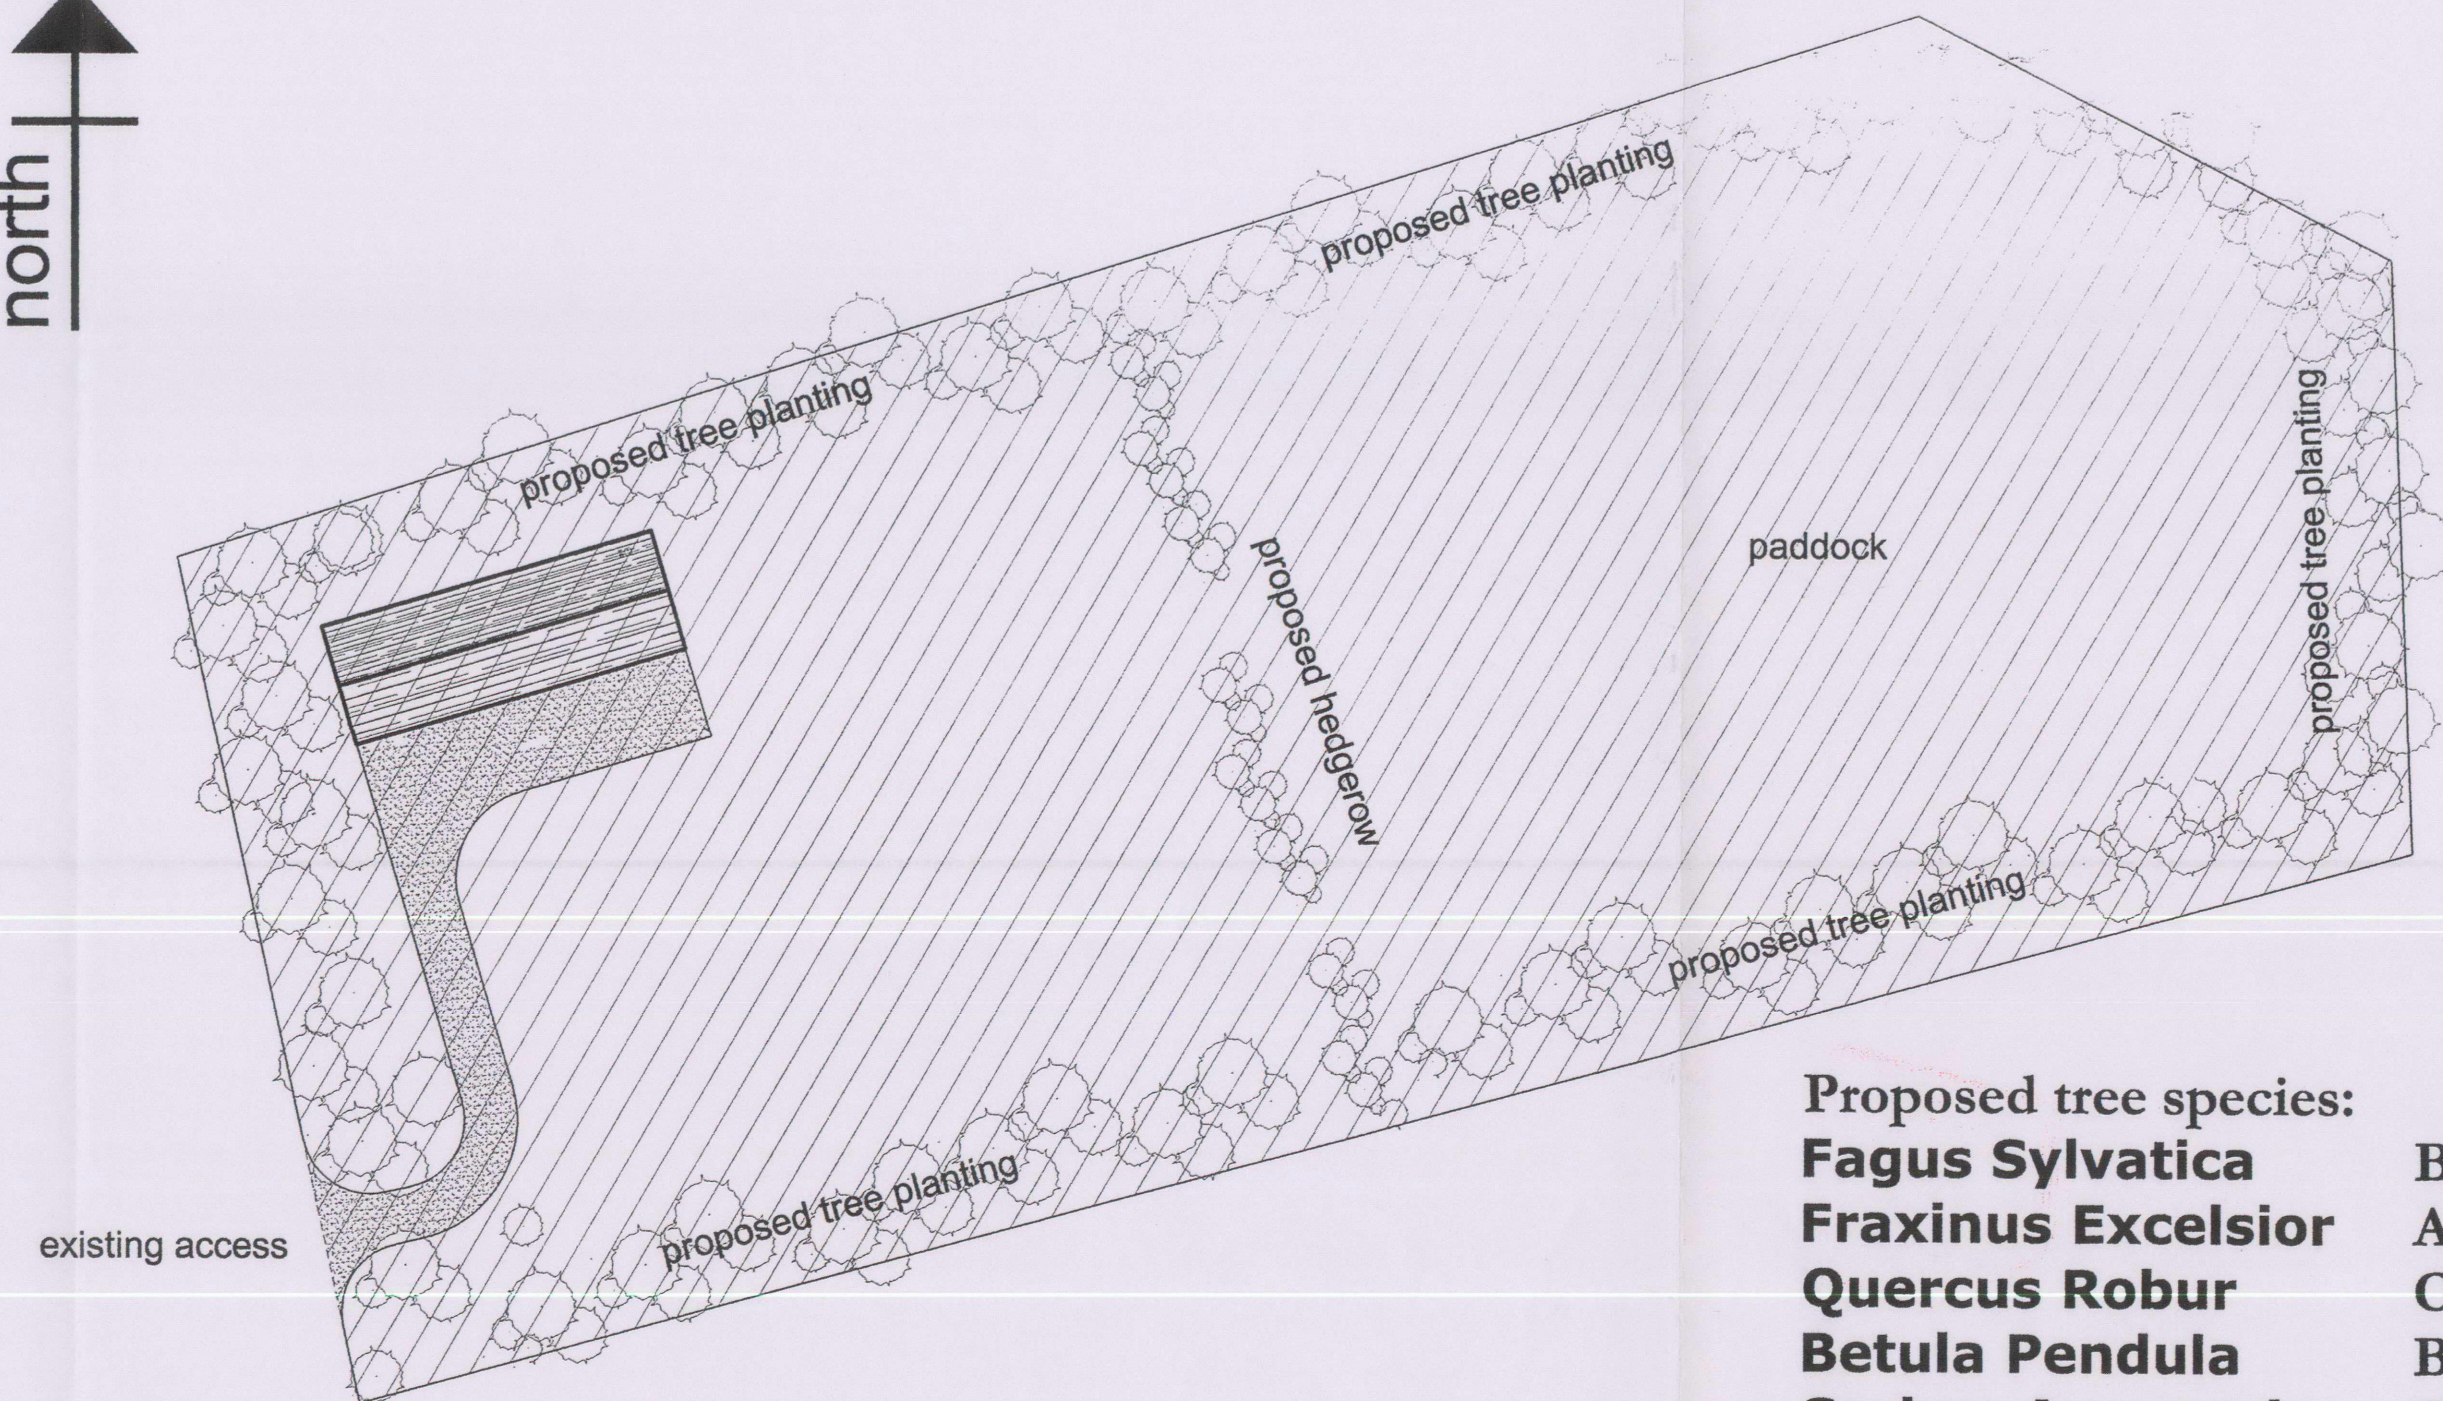 north
proposed tree planting
proposed tree planting
proposed tree planting
paddock
proposed hedgerow
proposed tree planting
proposed tree planting
existing access
Proposed tree species:
Fagus Sylvatica B
Fraxinus Excelsior A
Quercus Robur
Betula Pendula B